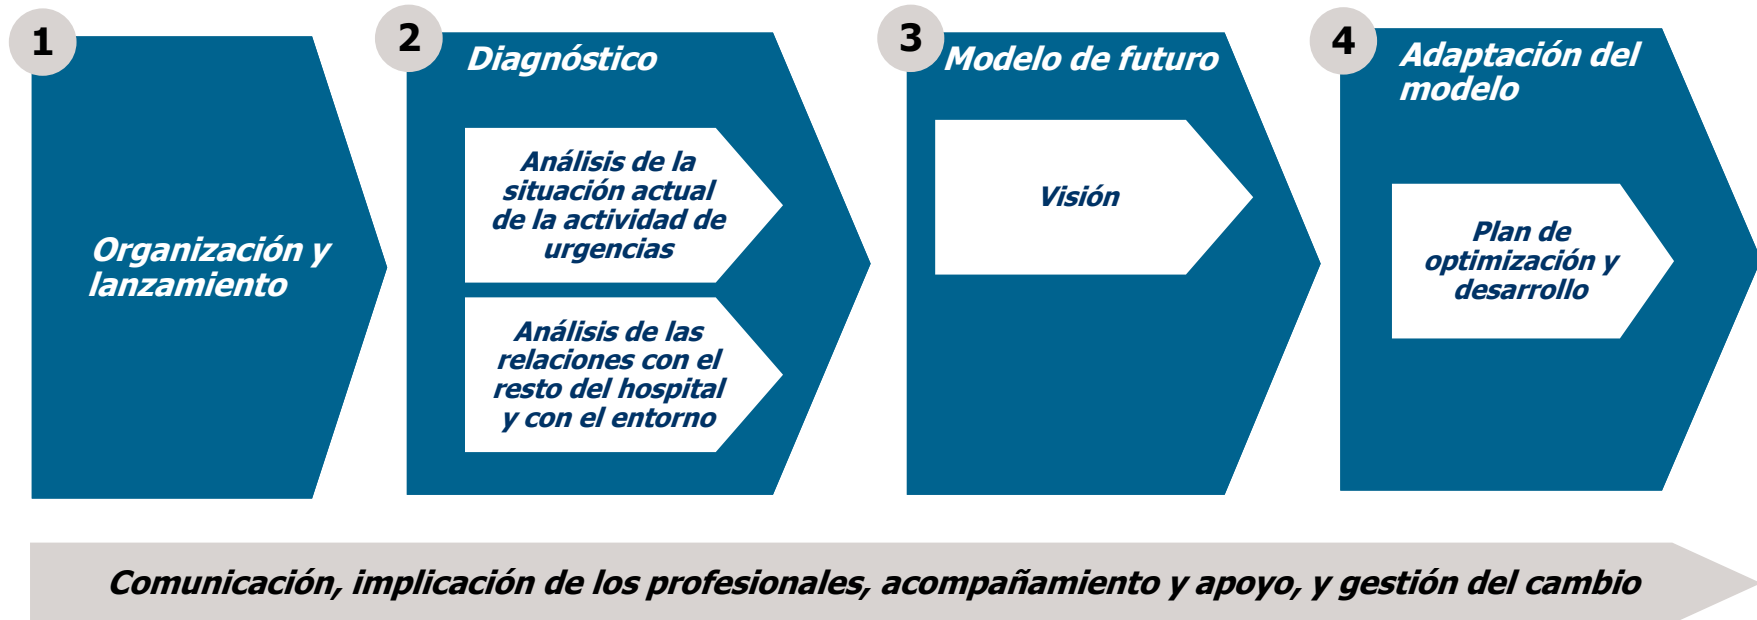 1
Organización y
lanzamiento
2
Diagnóstico
Análisis de la
situación actual
de la actividad de
urgencias
Análisis de las
relaciones con el
resto del hospital
y con el entorno
3
Modelo de futuro
Visión
4
Adaptación del
modelo
Plan de
optimización y
desarrollo
Comunicación, implicación de los profesionales, acompañamiento y apoyo, y gestión del cambio